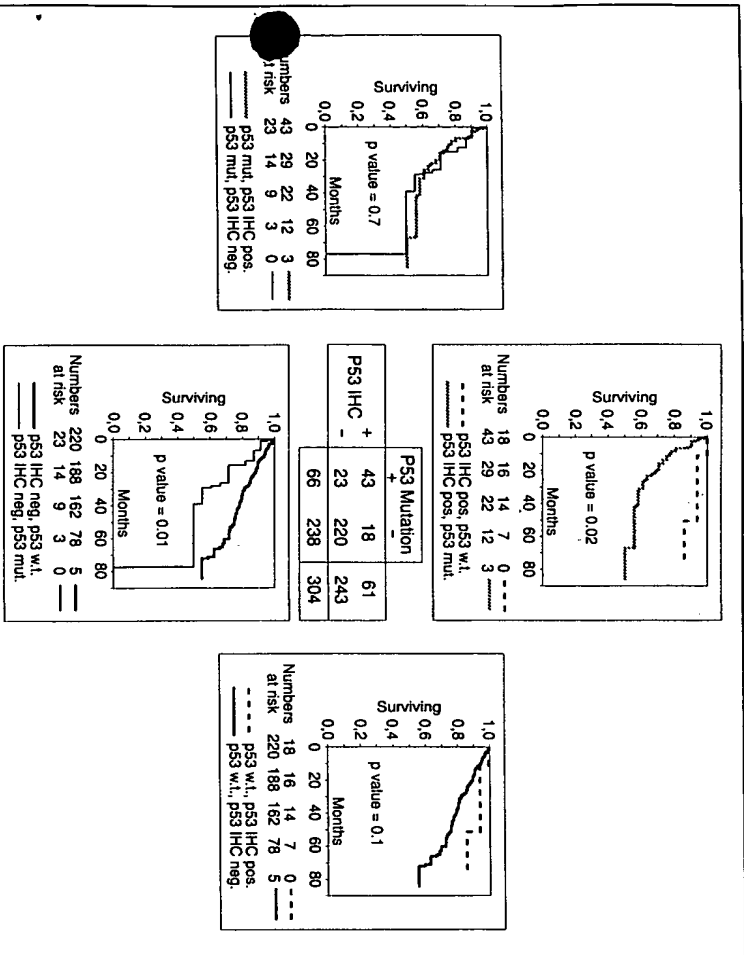 Surviving
1,0
0,8
0,6
0,4
0,2
0,0
p value = 0.02
0 20 40 60 80
Months
Numbers 18 16 14 7 0
at risk 43 29 22 12 3
p53 IHC pos, p53 w.t.
p53 IHC pos, p53 mut.
Surviving
1,0
0,8
0,6
0,4
0,2
0,0
p value = 0.7
0 20 40 60 80
Months
umbers 43 29 22 12 3
t risk 23 14 9 3 0
p53 mut, p53 IHC pos.
p53 mut, p53 IHC neg.
P53 Mutation
+ -
P53 IHC + 43 18 61
- 23 220 243
66 238 304
Surviving
1,0
0,8
0,6
0,4
0,2
0,0
p value = 0.1
0 20 40 60 80
Months
Numbers 18 16 14 7 0
at risk 220 188 162 78 5
p53 w.t., p53 IHC pos.
p53 w.t., p53 IHC neg.
Surviving
1,0
0,8
0,6
0,4
0,2
0,0
p value = 0.01
0 20 40 60 80
Months
Numbers 220 188 162 78 5
at risk 23 14 9 3 0
p53 IHC neg, p53 w.t.
p53 IHC neg, p53 mut.